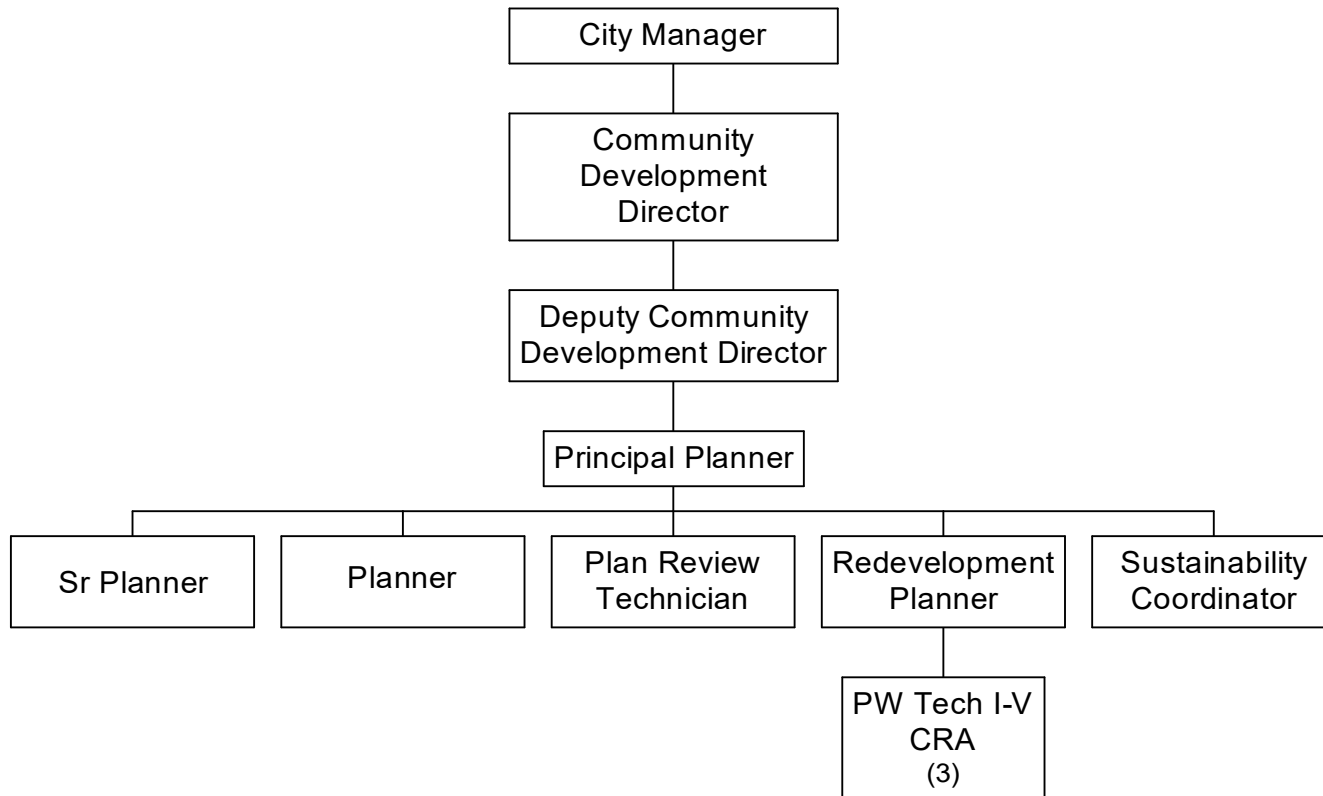 City Manager
Community
Development
Director
Deputy Community
Development Director
Principal Planner
Sr Planner
Planner
Plan Review
Technician
Redevelopment
Planner
Sustainability
Coordinator
PW Tech I-V
CRA
(3)